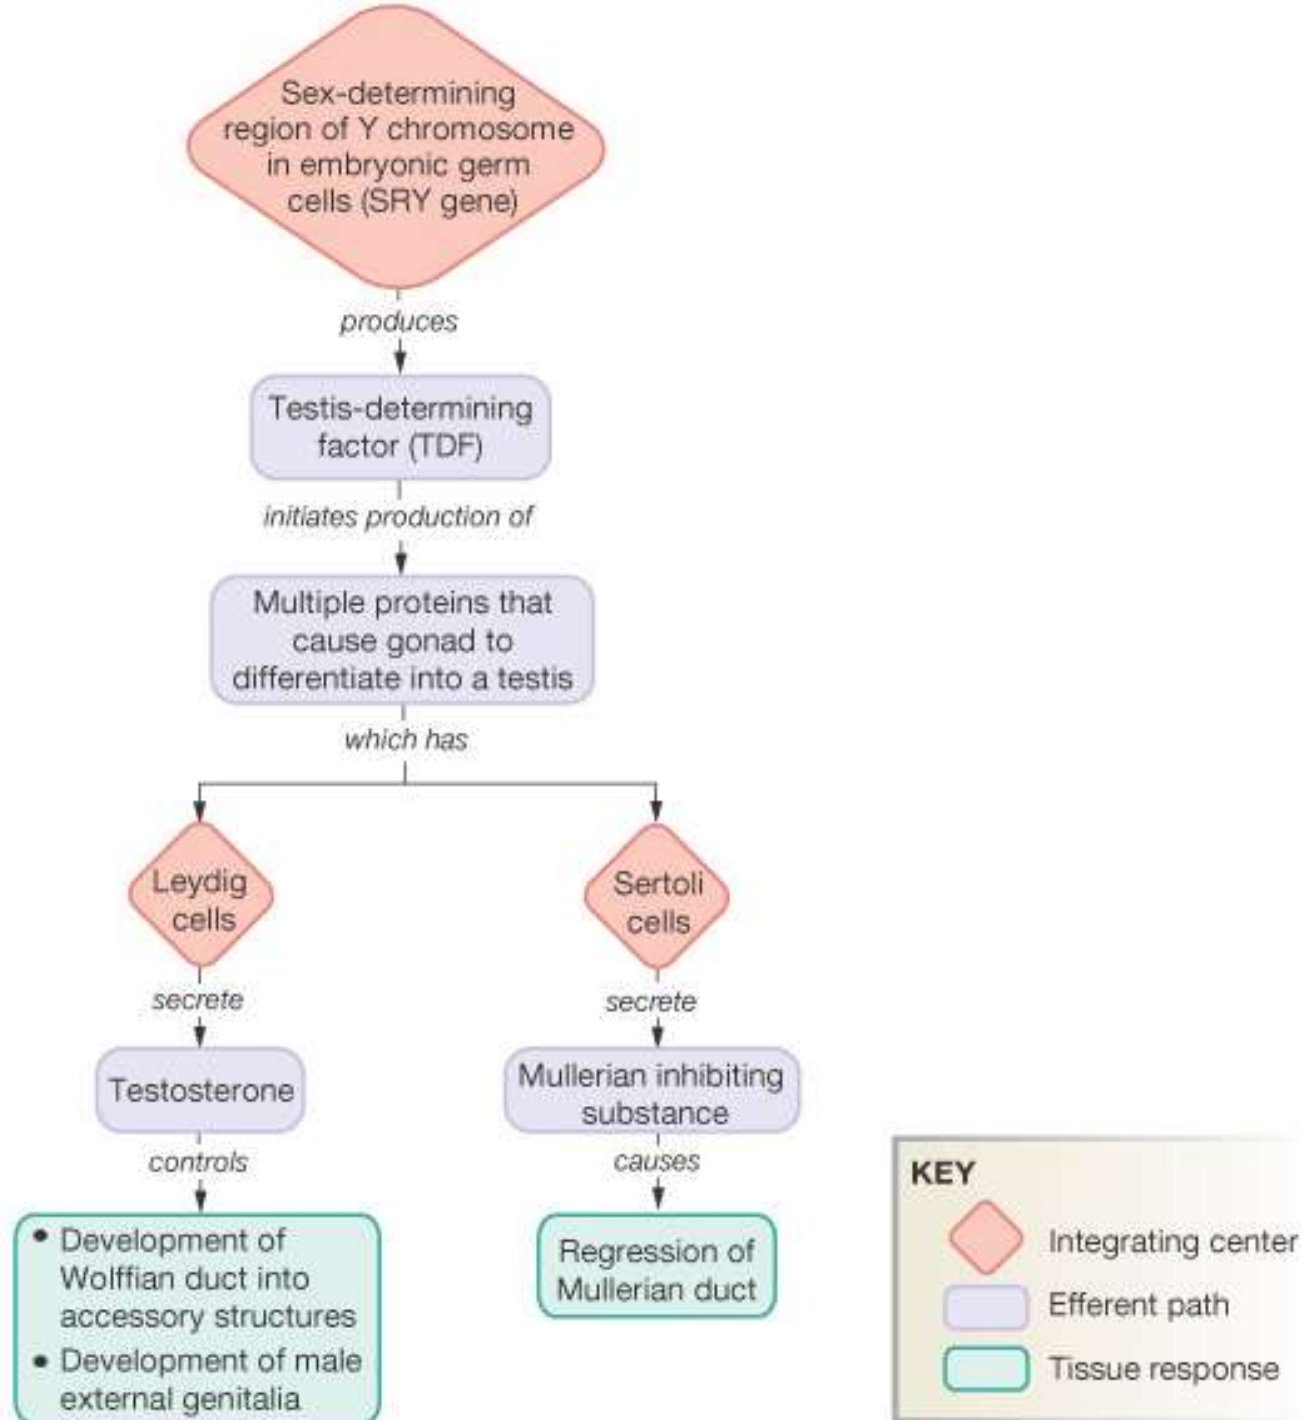 Sex-determining
region of Y chromosome
in embryonic germ
cells (SRY gene)
produces
Testis-determining
factor (TDF)
initiates production of
Multiple proteins that
cause gonad to
differentiate into a testis
which has
Leydig
cells
secrete
Testosterone
controls
• Development of
Wolffian duct into
accessory structures
• Development of male
external genitalia
Sertoli
cells
secrete
Mullerian inhibiting
substance
causes
Regression of
Mullerian duct
KEY
Integrating center
Efferent path
Tissue response